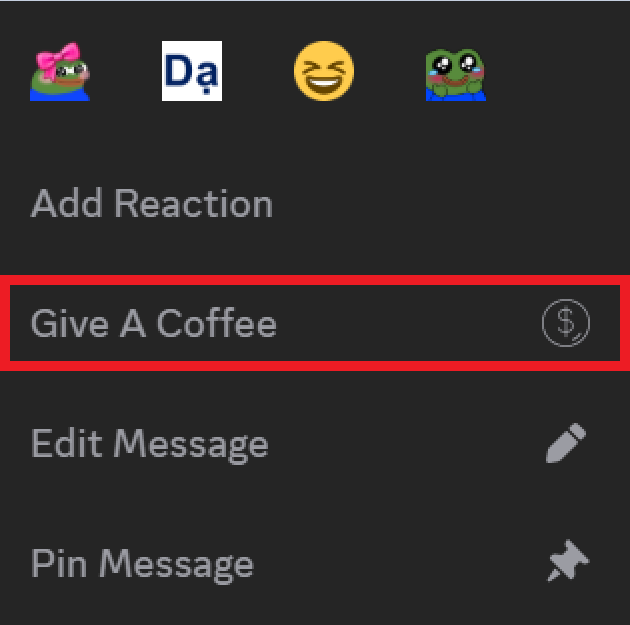 Dạ
Add Reaction
Give A Coffee
$
Edit Message
Pin Message